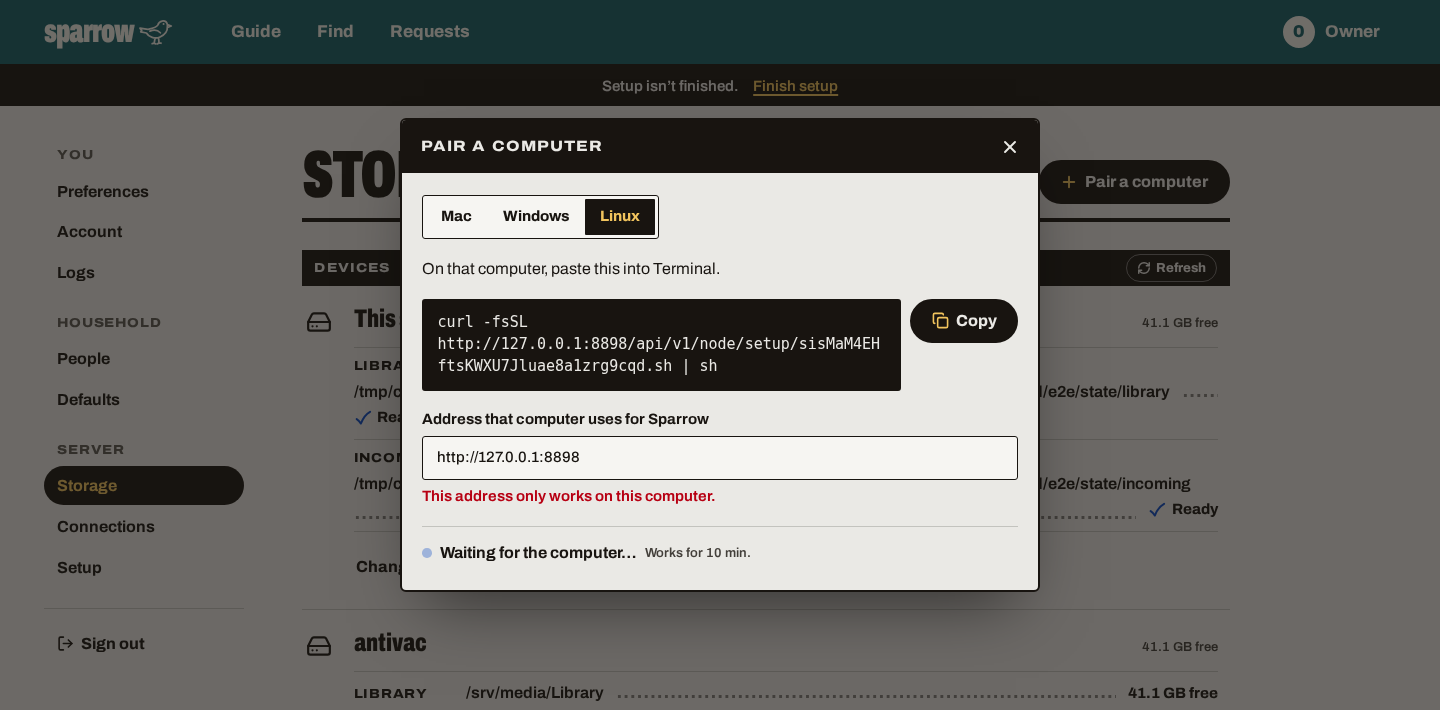 sparrow
Guide
Find
Requests
O
Owner
Setup isn't finished. Finish setup
YOU
Preferences
Account
Logs
HOUSEHOLD
People
Defaults
SERVER
Storage
Connections
Setup
Sign out
Pair a computer
DEVICES
Refresh
This
41.1 GB free
/e2e/state/library
/e2e/state/incoming
Ready
antivac
41.1 GB free
LIBRARY
/srv/media/Library
41.1 GB free
PAIR A COMPUTER
Mac
Windows
Linux
On that computer, paste this into Terminal.
curl -fsSL
http://127.0.0.1:8898/api/v1/node/setup/sisMaM4EH
ftsKWXU7Jluae8a1zrg9cqd.sh | sh
Copy
Address that computer uses for Sparrow
http://127.0.0.1:8898
This address only works on this computer.
Waiting for the computer… Works for 10 min.